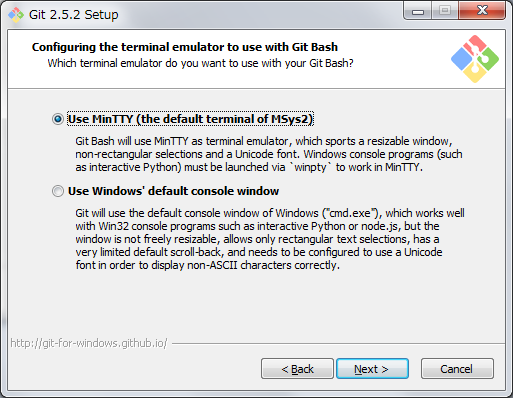 Git 2.5.2 Setup
Configuring the terminal emulator to use with Git Bash
Which terminal emulator do you want to use with your Git Bash?
Use MinTTY (the default terminal of MSys2)
Git Bash will use MinTTY as terminal emulator, which sports a resizable window,
non-rectangular selections and a Unicode font. Windows console programs (such
as interactive Python) must be launched via `winpty` to work in MinTTY.
Use Windows' default console window
Git will use the default console window of Windows ("cmd.exe"), which works well
with Win32 console programs such as interactive Python or node.js, but the
window is not freely resizable, allows only rectangular text selections, has a
very limited default scroll-back, and needs to be configured to use a Unicode
font in order to display non-ASCII characters correctly.
http://git-for-windows.github.io/
< Back
Next >
Cancel